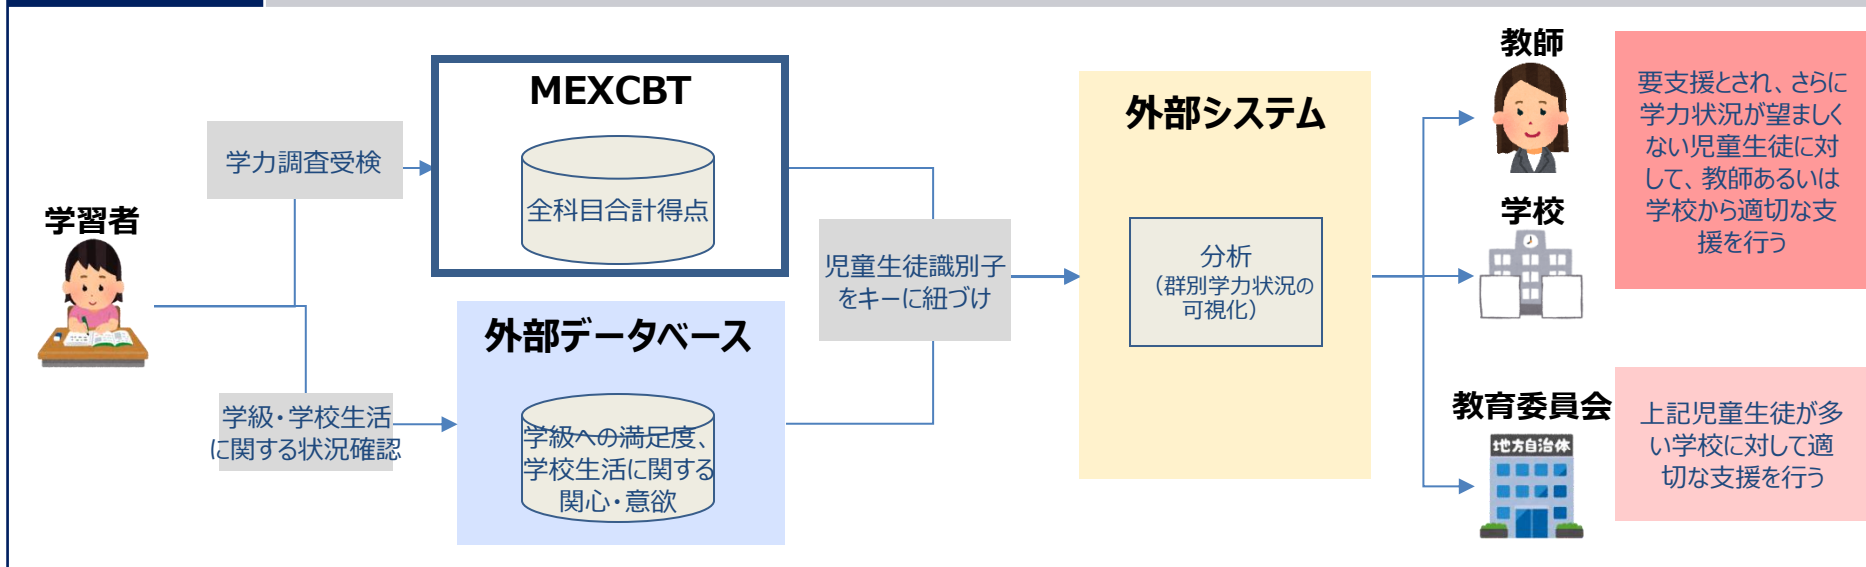 学習者
学力調査受検
MEXCBT
全科目合計得点
学級・学校生活
に関する状況確認
外部データベース
学級への満足度、
学校生活に関する
関心・意欲
児童生徒識別子
をキーに紐づけ
外部システム
分析
（群別学力状況の
可視化）
教師
要支援とされ、さらに
学力状況が望ましく
ない児童生徒に対
して、教師あるいは
学校から適切な支
援を行う
学校
教育委員会
地方自治体
上記児童生徒が多
い学校に対して適
切な支援を行う